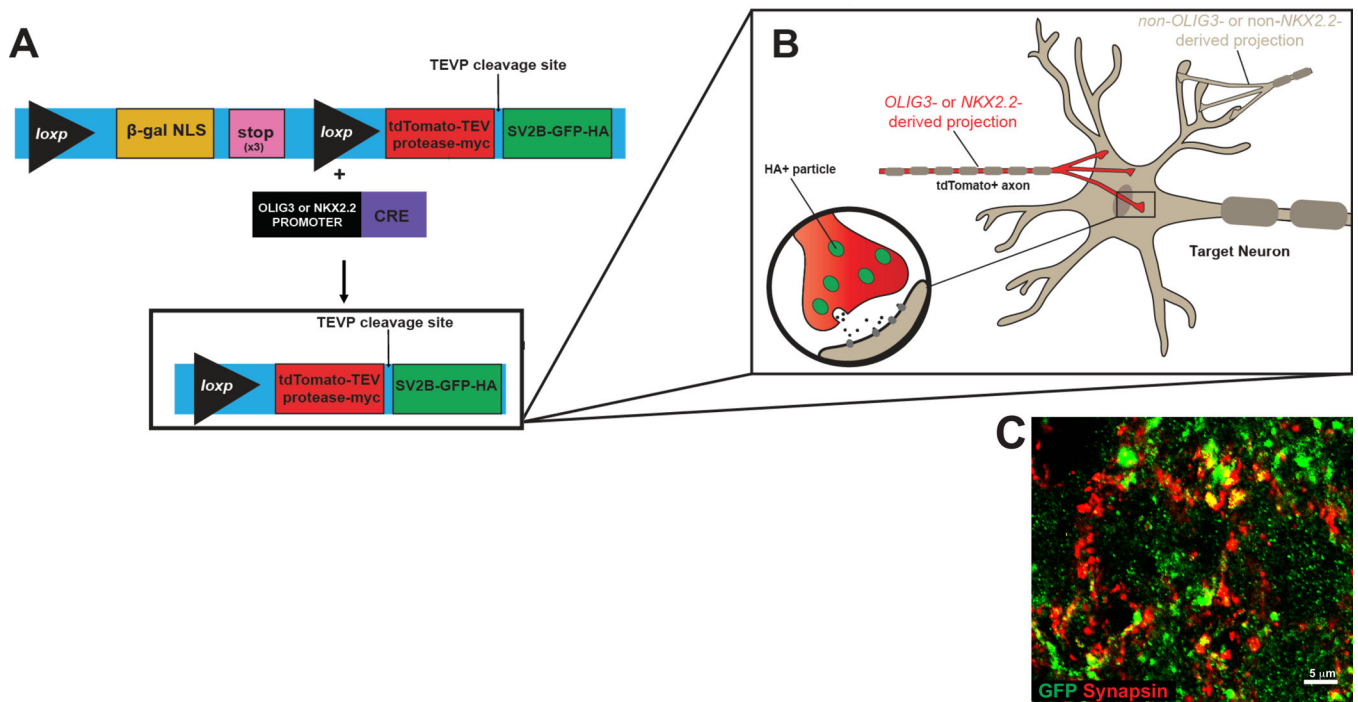 A
TEVP cleavage site
loxp
β-gal NLS
stop
(x3)
loxp
tdTomato-TEV
protease-myc
SV2B-GFP-HA
+
OLIG3 or NKX2.2
PROMOTER
CRE
TEVP cleavage site
loxp
tdTomato-TEV
protease-myc
SV2B-GFP-HA
B
non-OLIG3- or non-NKX2.2-
derived projection
OLIG3- or NKX2.2-
derived projection
HA+ particle
tdTomato+ axon
Target Neuron
C
5 μm
GFP Synapsin